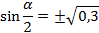 sin α/2 = ±√0,3